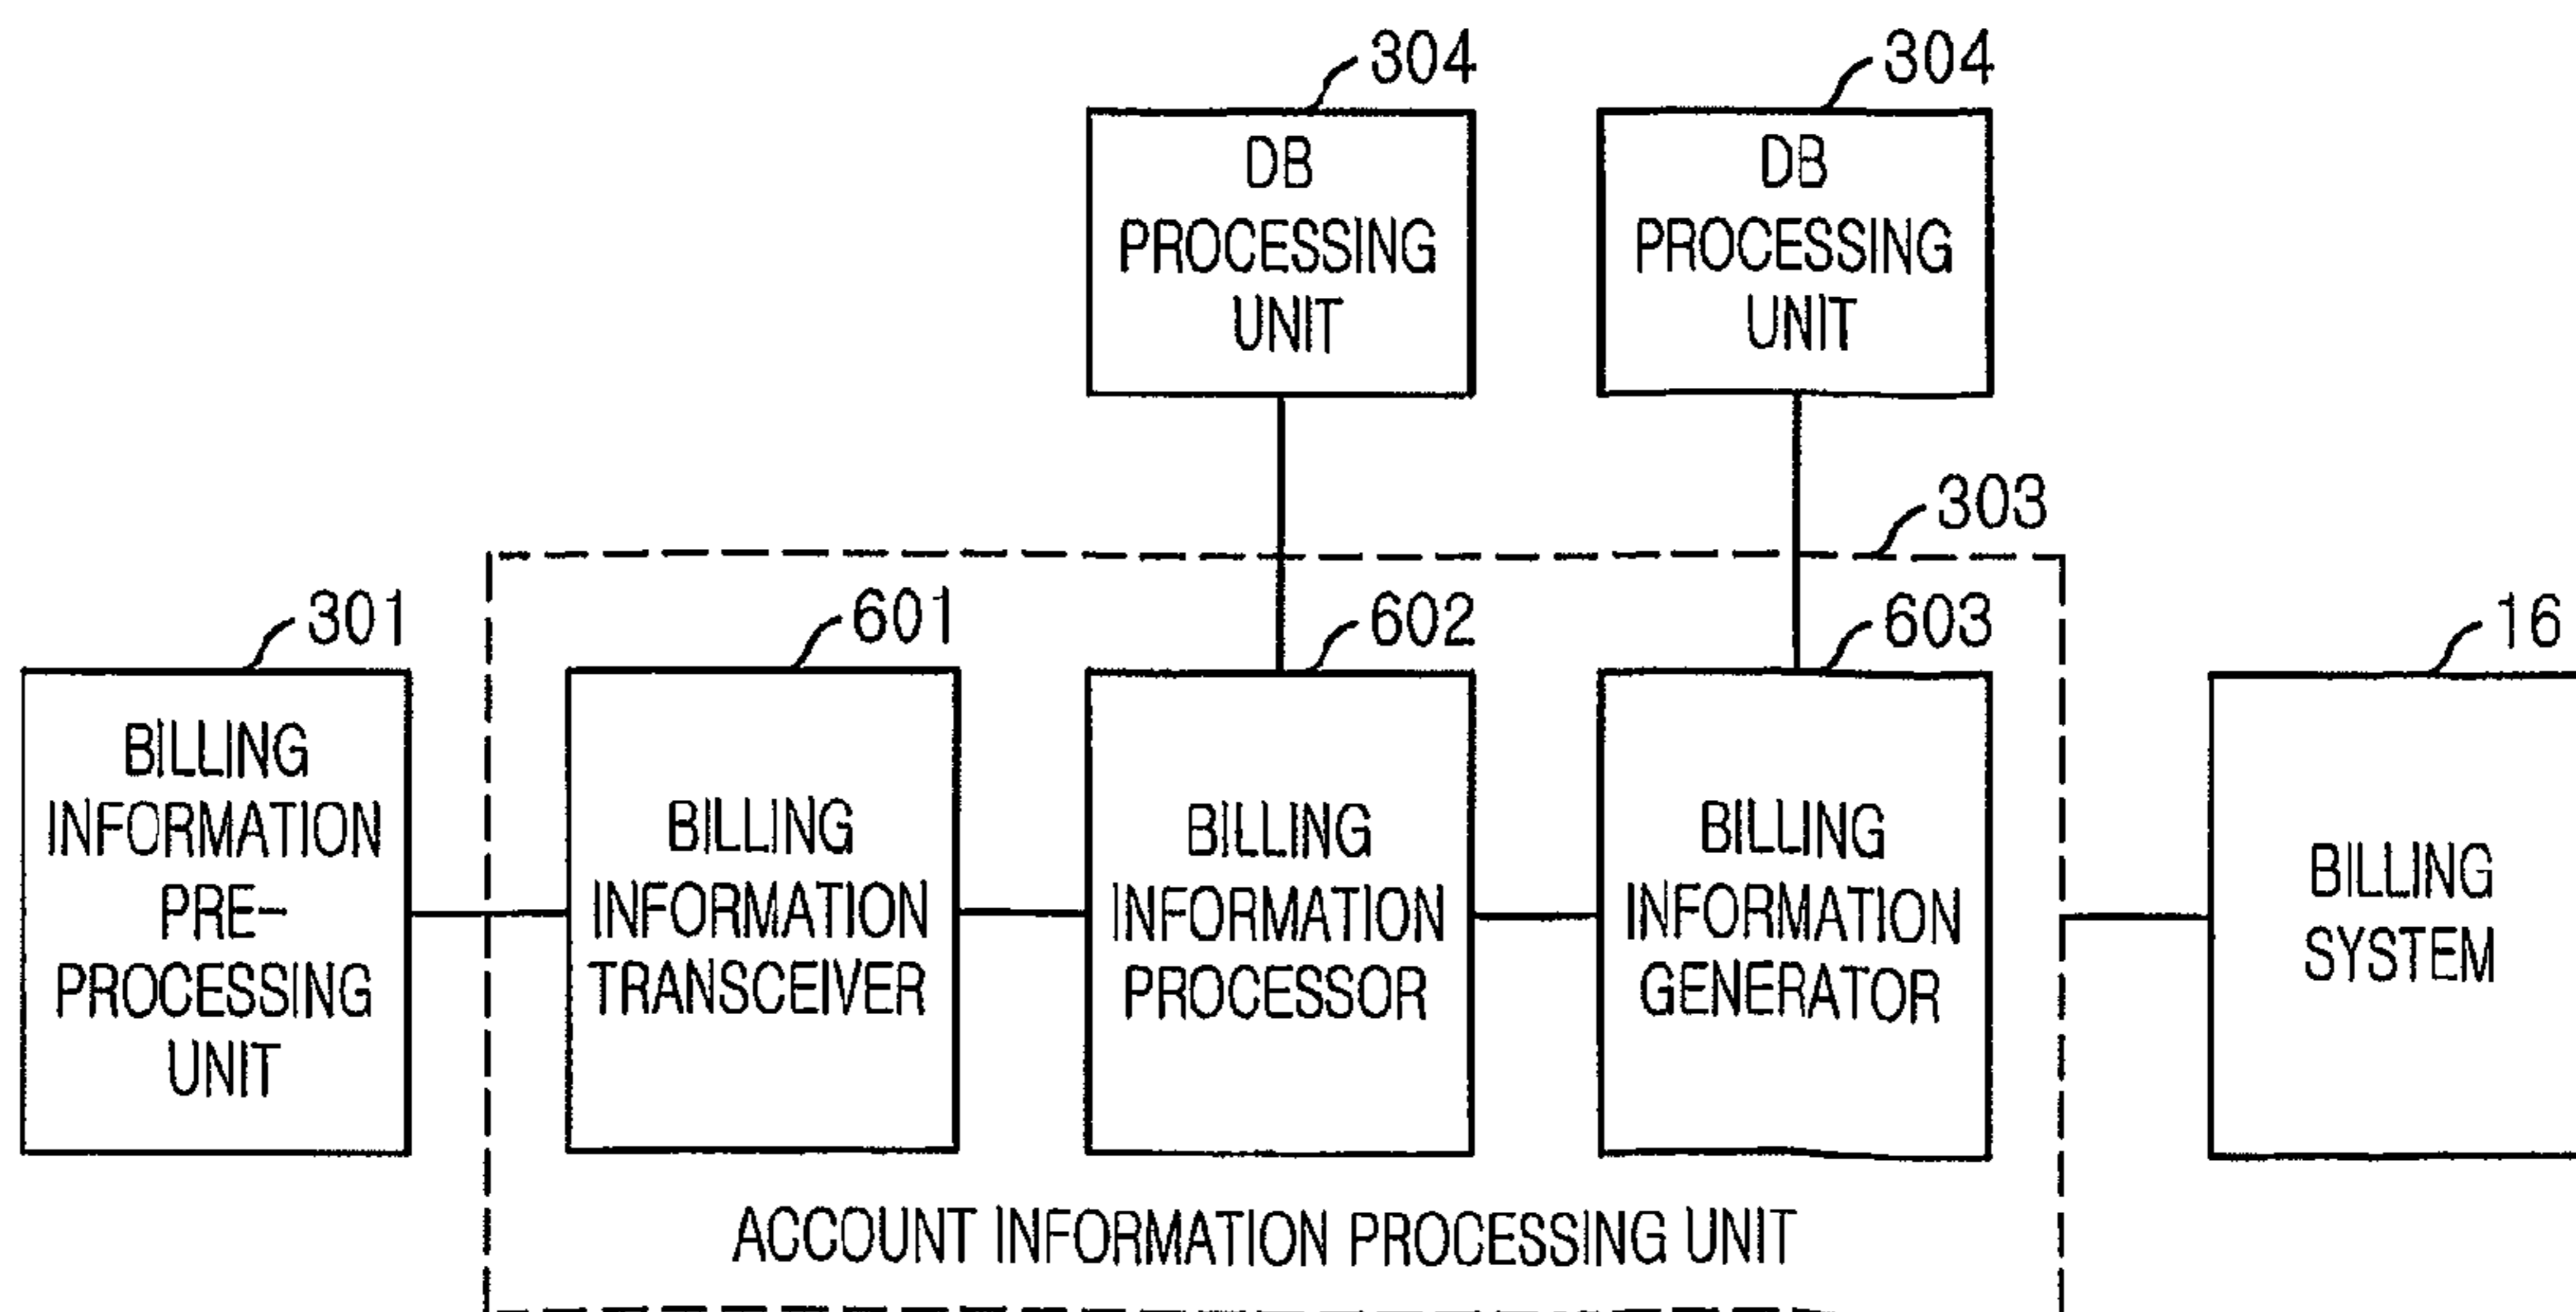 304
DB
PROCESSING
UNIT
304
DB
PROCESSING
UNIT
303
301
BILLING
INFORMATION
PRE-
PROCESSING
UNIT
601
BILLING
INFORMATION
TRANSCEIVER
602
BILLING
INFORMATION
PROCESSOR
603
BILLING
INFORMATION
GENERATOR
16
BILLING
SYSTEM
ACCOUNT INFORMATION PROCESSING UNIT